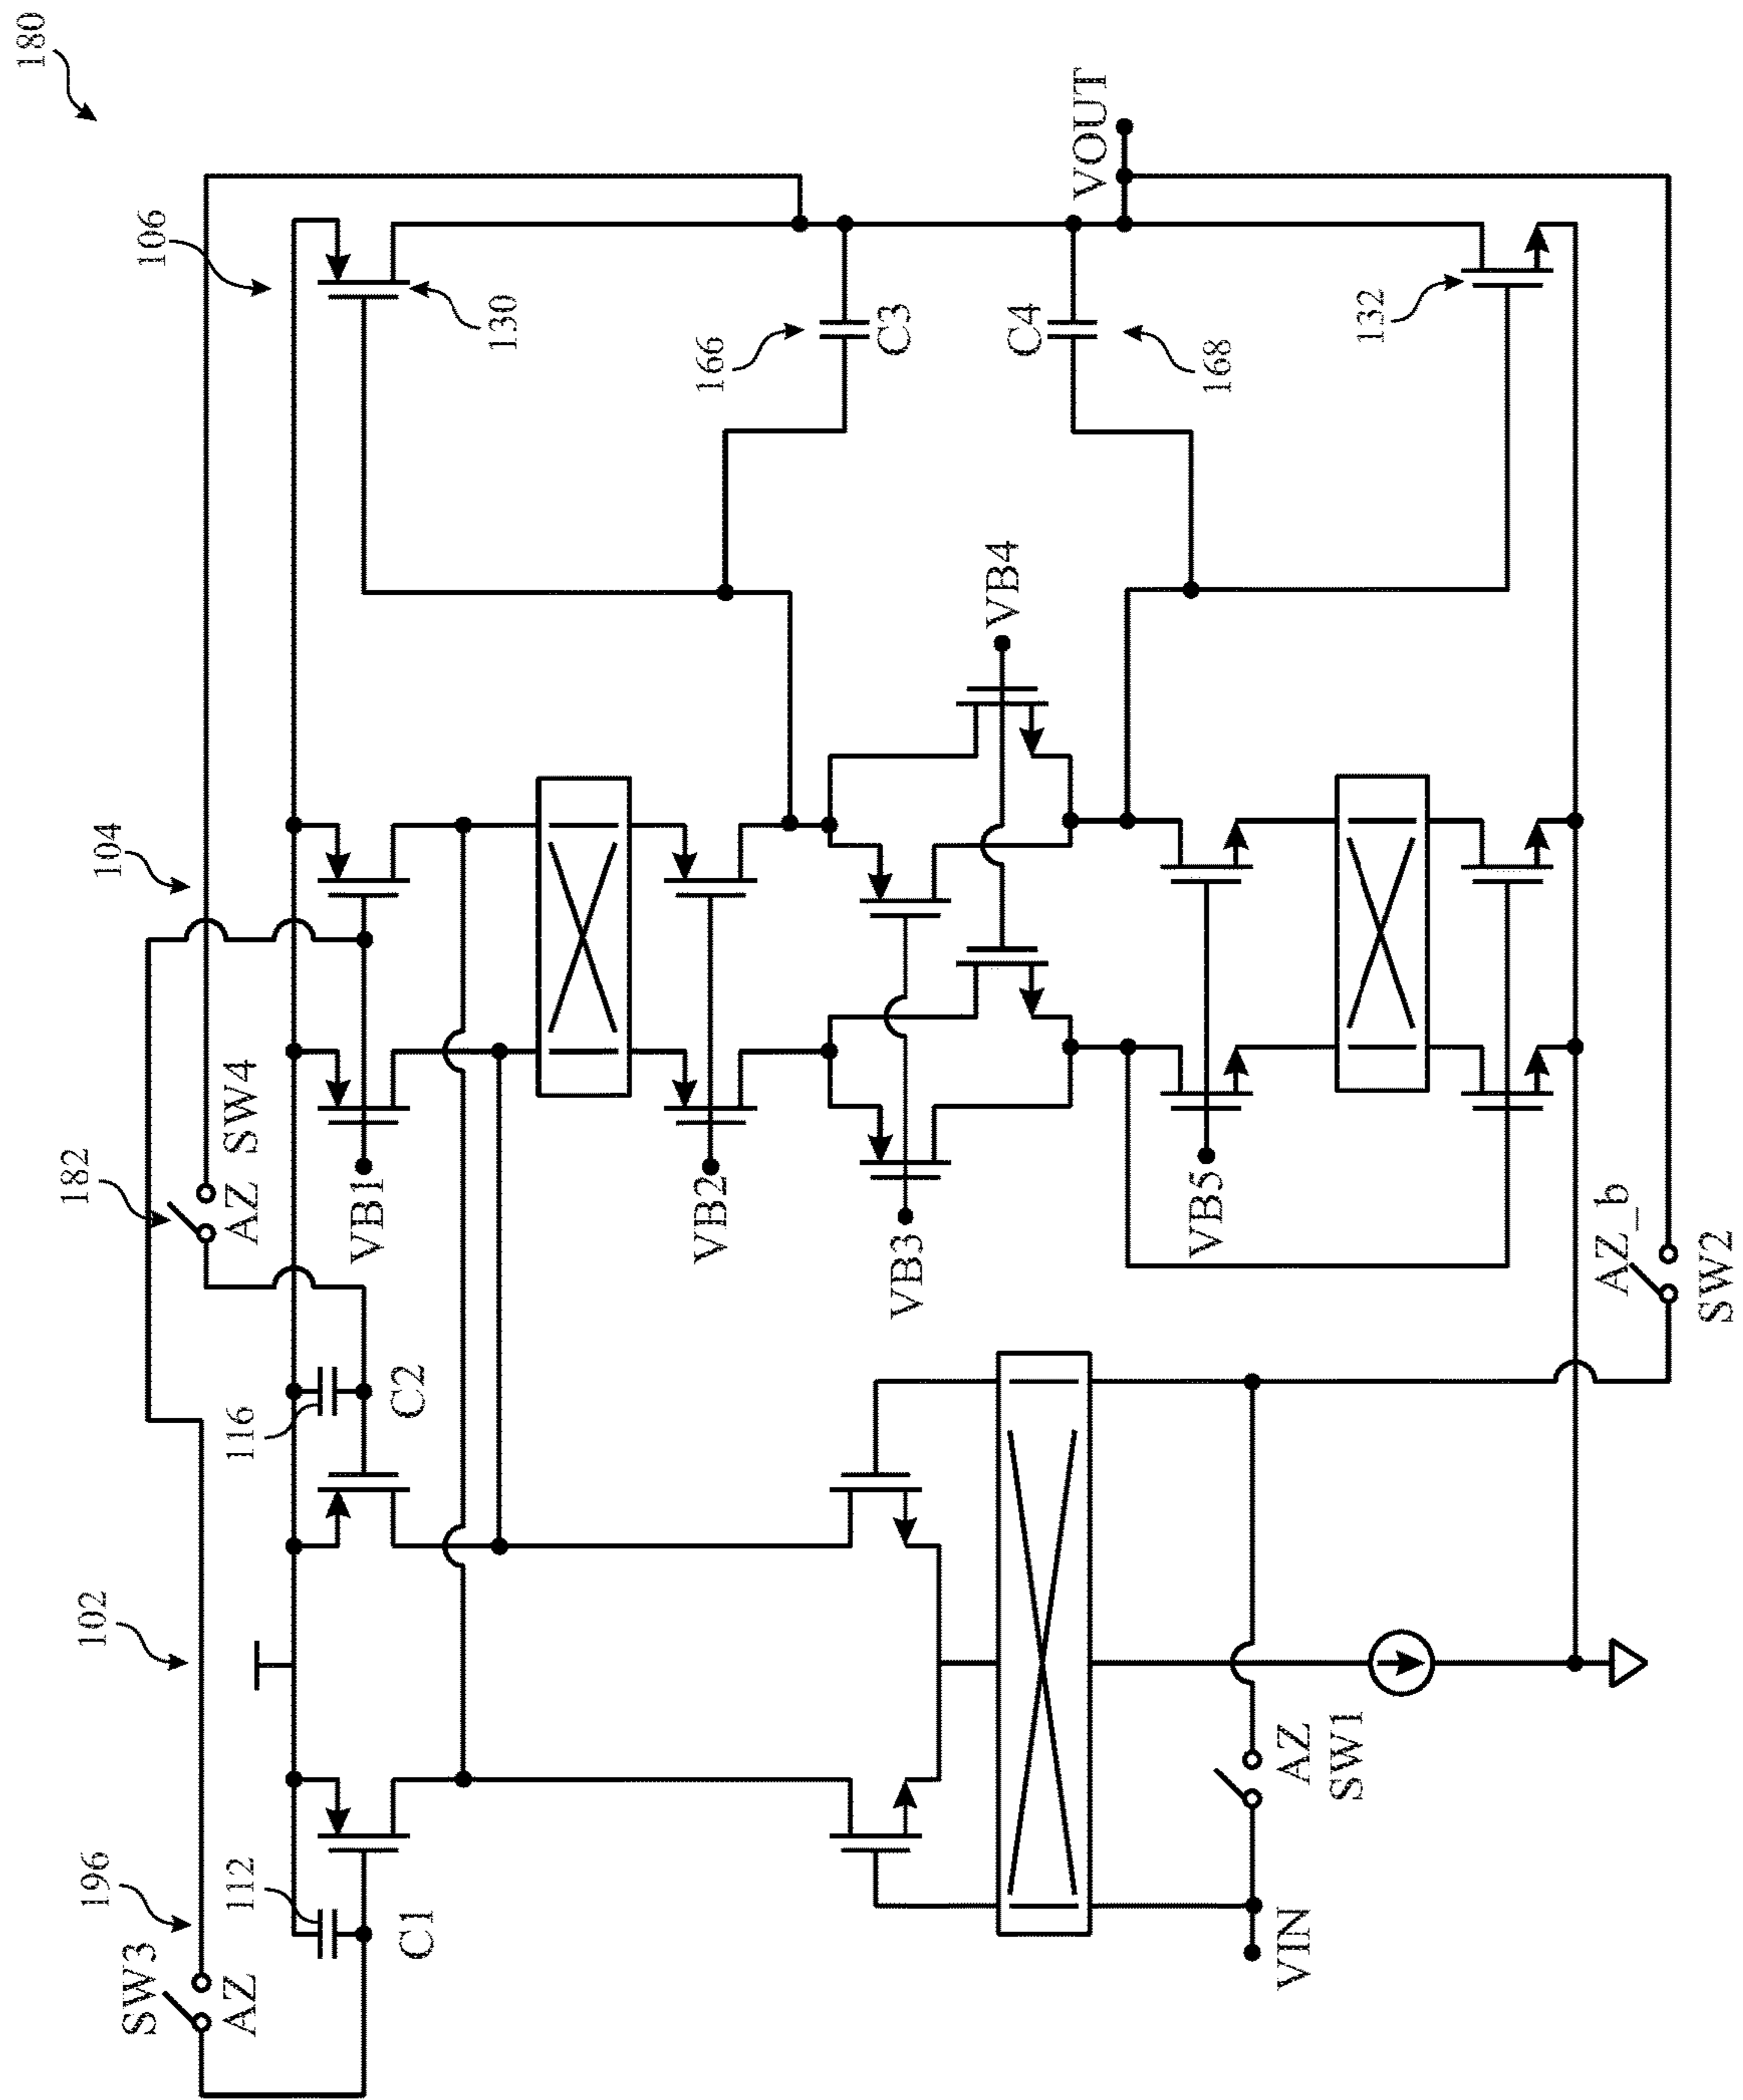 180
106
130
VOUT
166
C3
C4
168
132
104
VB4
182
SW4
AZ
VB1
VB2
VB3
VB5
AZ_b
SW2
116
C2
102
196
SW3
AZ
112
C1
AZ
SW1
VIN